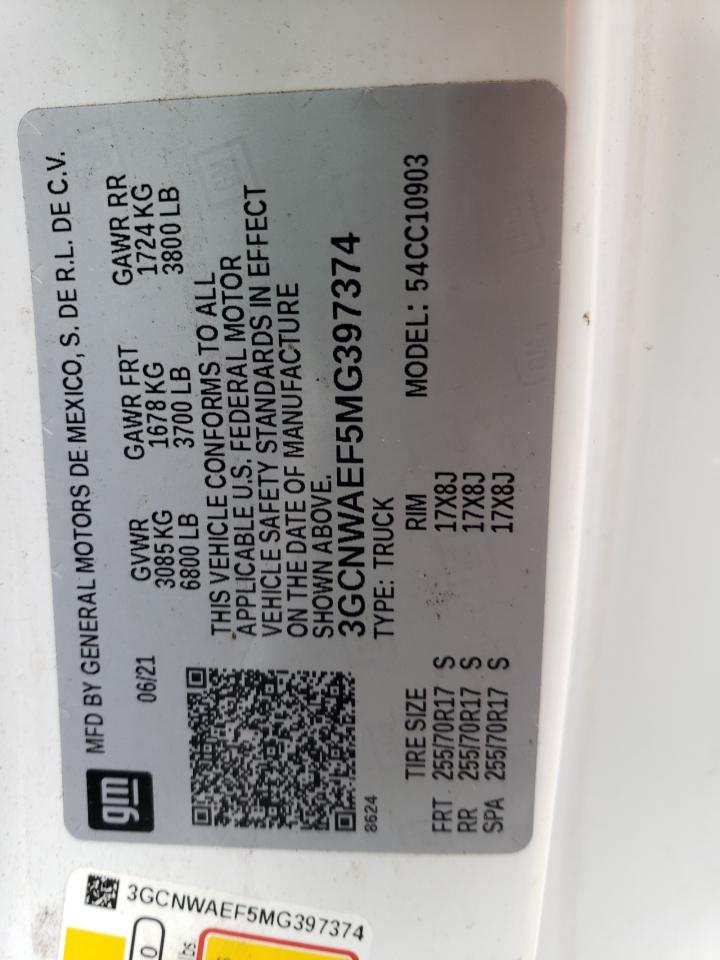 gm
MFD BY GENERAL MOTORS DE MEXICO, S. DE R.L. DE C.V.
06/21
GVWR GAWR FRT GAWR RR
3085 KG 1678 KG 1724 KG
6800 LB 3700 LB 3800 LB
THIS VEHICLE CONFORMS TO ALL
APPLICABLE U.S. FEDERAL MOTOR
VEHICLE SAFETY STANDARDS IN EFFECT
ON THE DATE OF MANUFACTURE
SHOWN ABOVE.
3GCNWAEF5MG397374
8624
TYPE: TRUCK MODEL: 54CC10903
TIRE SIZE RIM
FRT 255/70R17 S 17X8J
RR 255/70R17 S 17X8J
SPA 255/70R17 S 17X8J
3GCNWAEF5MG397374